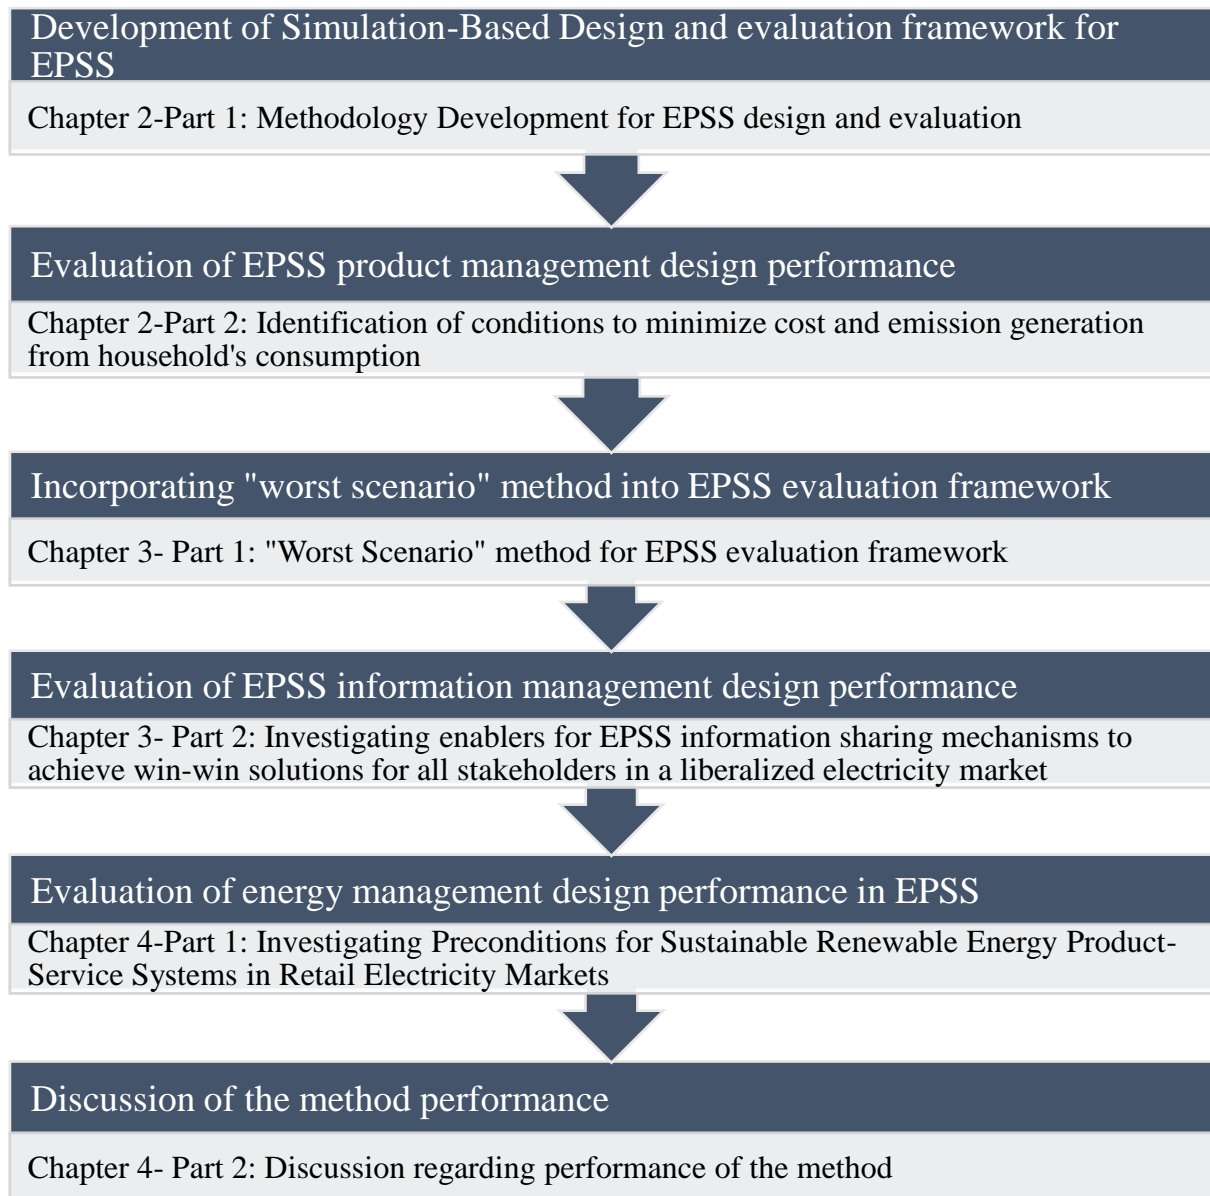 Development of Simulation-Based Design and evaluation framework for
EPSS
Chapter 2-Part 1: Methodology Development for EPSS design and evaluation
Evaluation of EPSS product management design performance
Chapter 2-Part 2: Identification of conditions to minimize cost and emission generation
from household's consumption
Incorporating "worst scenario" method into EPSS evaluation framework
Chapter 3- Part 1: "Worst Scenario" method for EPSS evaluation framework
Evaluation of EPSS information management design performance
Chapter 3- Part 2: Investigating enablers for EPSS information sharing mechanisms to
achieve win-win solutions for all stakeholders in a liberalized electricity market
Evaluation of energy management design performance in EPSS
Chapter 4-Part 1: Investigating Preconditions for Sustainable Renewable Energy Product-
Service Systems in Retail Electricity Markets
Discussion of the method performance
Chapter 4- Part 2: Discussion regarding performance of the method